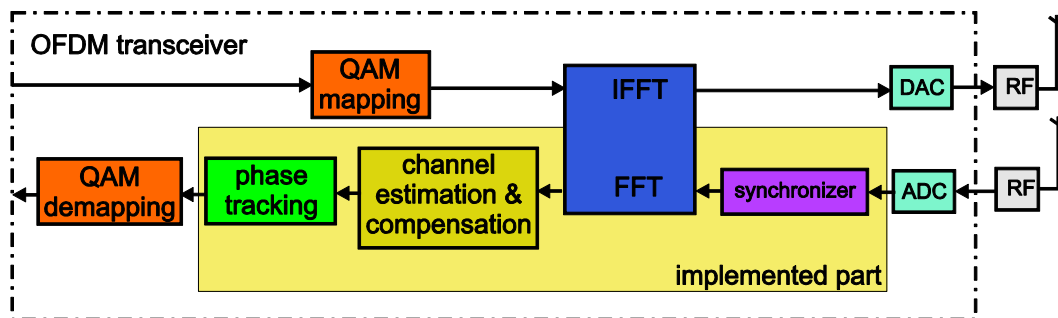 OFDM transceiver
QAM
mapping
IFFT
DAC
RF
QAM
demapping
phase
tracking
channel
estimation &
compensation
FFT
synchronizer
ADC
RF
implemented part